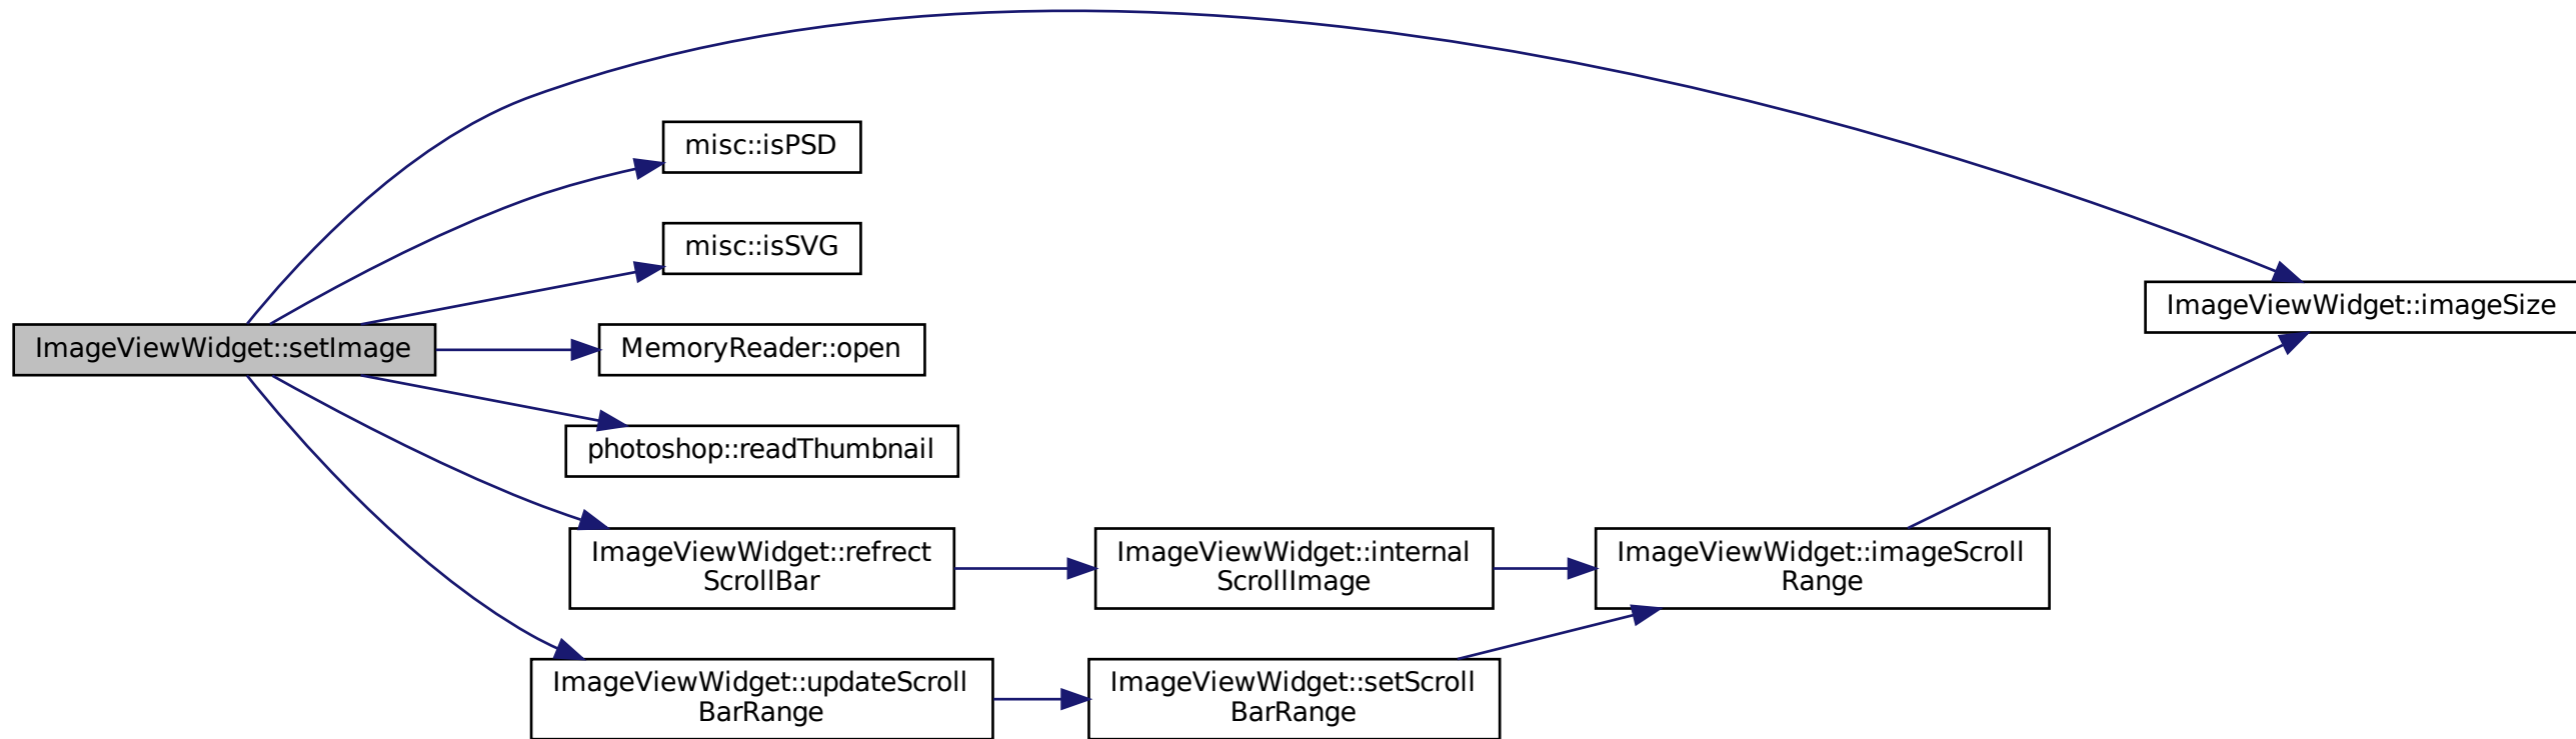 misc::isPSD
misc::isSVG
ImageViewWidget::imageSize
ImageViewWidget::setImage
MemoryReader::open
photoshop::readThumbnail
ImageViewWidget::refrect
ScrollBar
ImageViewWidget::internal
ScrollImage
ImageViewWidget::imageScroll
Range
ImageViewWidget::updateScroll
BarRange
ImageViewWidget::setScroll
BarRange